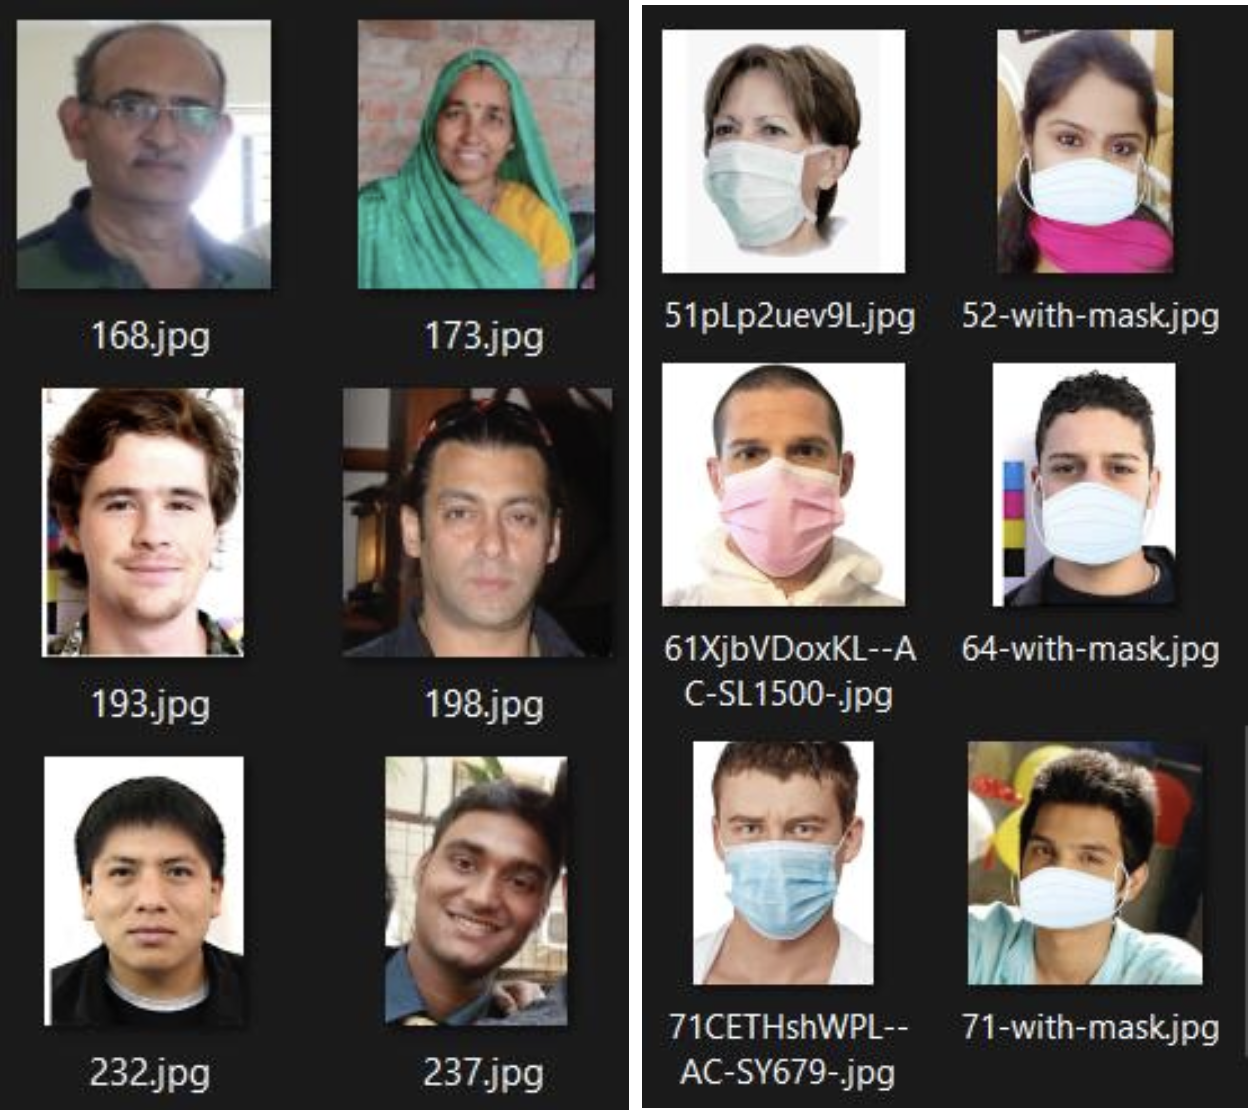 168.jpg
173.jpg
193.jpg
198.jpg
232.jpg
237.jpg
51pLp2uev9L.jpg
52-with-mask.jpg
61XjbVDoxKL--A
C-SL1500-.jpg
64-with-mask.jpg
71CETHshWPL--
AC-SY679-.jpg
71-with-mask.jpg